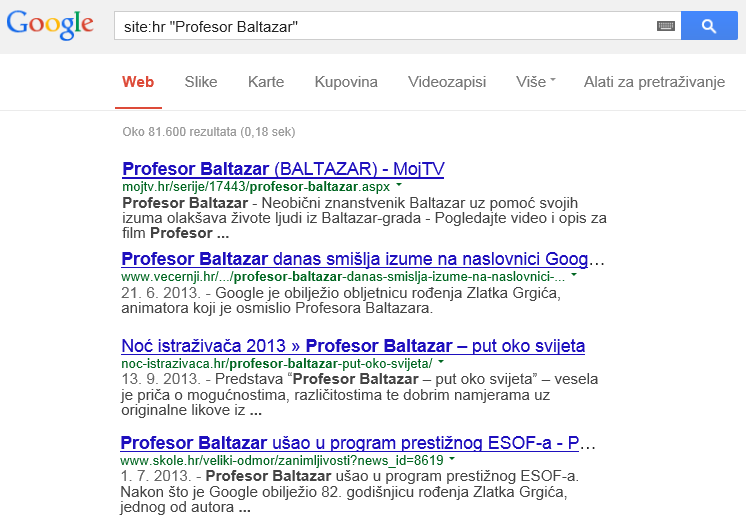 Google
site:hr "Profesor Baltazar"
Web Slike Karte Kupovina Videozapisi Više Alati za pretraživanje
Oko 81.600 rezultata (0,18 sek)
Profesor Baltazar (BALTAZAR) - MojTV
mojtv.hr/serije/17443/profesor-baltazar.aspx
Profesor Baltazar - Neobični znanstvenik Baltazar uz pomoć svojih
izuma olakšava živote ljudi iz Baltazar-grada - Pogledajte video i opis za
film Profesor ...
Profesor Baltazar danas smišlja izume na naslovnici Goog…
www.vecernji.hr/.../profesor-baltazar-danas-smislja-izume-na-naslovnici-...
21. 6. 2013. - Google je obilježio obljetnicu rođenja Zlatka Grgića,
animatora koji je osmislio Profesora Baltazara.
Noć istraživača 2013 » Profesor Baltazar – put oko svijeta
noc-istrazivaca.hr/profesor-baltazar-put-oko-svijeta/
13. 9. 2013. - Predstava “Profesor Baltazar – put oko svijeta” – vesela
je priča o mogućnostima, različitostima te dobrim namjerama uz
originalne likove iz ...
Profesor Baltazar ušao u program prestižnog ESOF-a - P…
www.skole.hr/veliki-odmor/zanimljivosti?news_id=8619
1. 7. 2013. - Profesor Baltazar ušao u program prestižnog ESOF-a.
Nakon što je Google obilježio 82. godišnjicu rođenja Zlatka Grgića,
jednog od autora ...